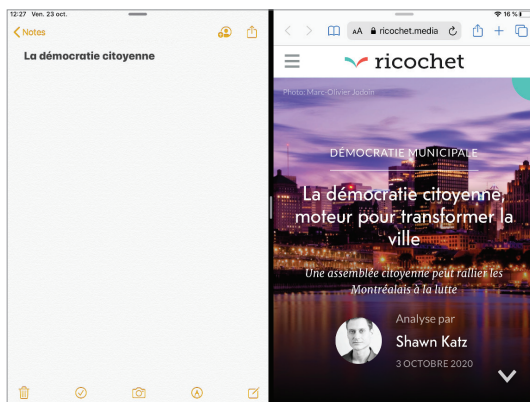 12:27 Ven. 23 oct.
Notes
La démocratie citoyenne
16 %
AA ricochet.media
ricochet
Photo: Marc-Olivier Jodoin
DÉMOCRATIE MUNICIPALE
La démocratie citoyenne,
moteur pour transformer la
ville
Une assemblée citoyenne peut rallier les
Montréalais à la lutte
Analyse par
Shawn Katz
3 OCTOBRE 2020